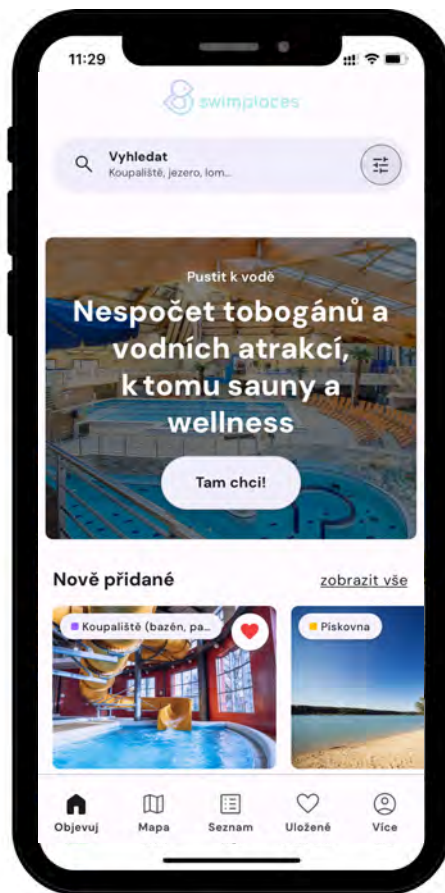 11:29
swimplaces
Vyhledat
Koupaliště, jezero, lom...
Pustit k vodě
Nespočet tobogánů a
vodních atrakcí,
k tomu sauny a
wellness
Tam chci!
Nově přidané
zobrazit vše
Koupaliště (bazén, pa...
Pískovna
Objevuj
Mapa
Seznam
Uložené
Více